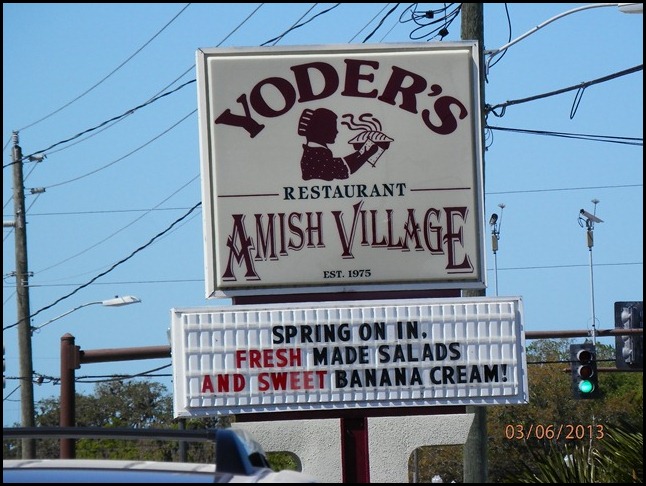 YODER'S
RESTAURANT
AMISH VILLAGE
EST. 1975
SPRING ON IN,
FRESH MADE SALADS
AND SWEET BANANA CREAM!
03/06/2013